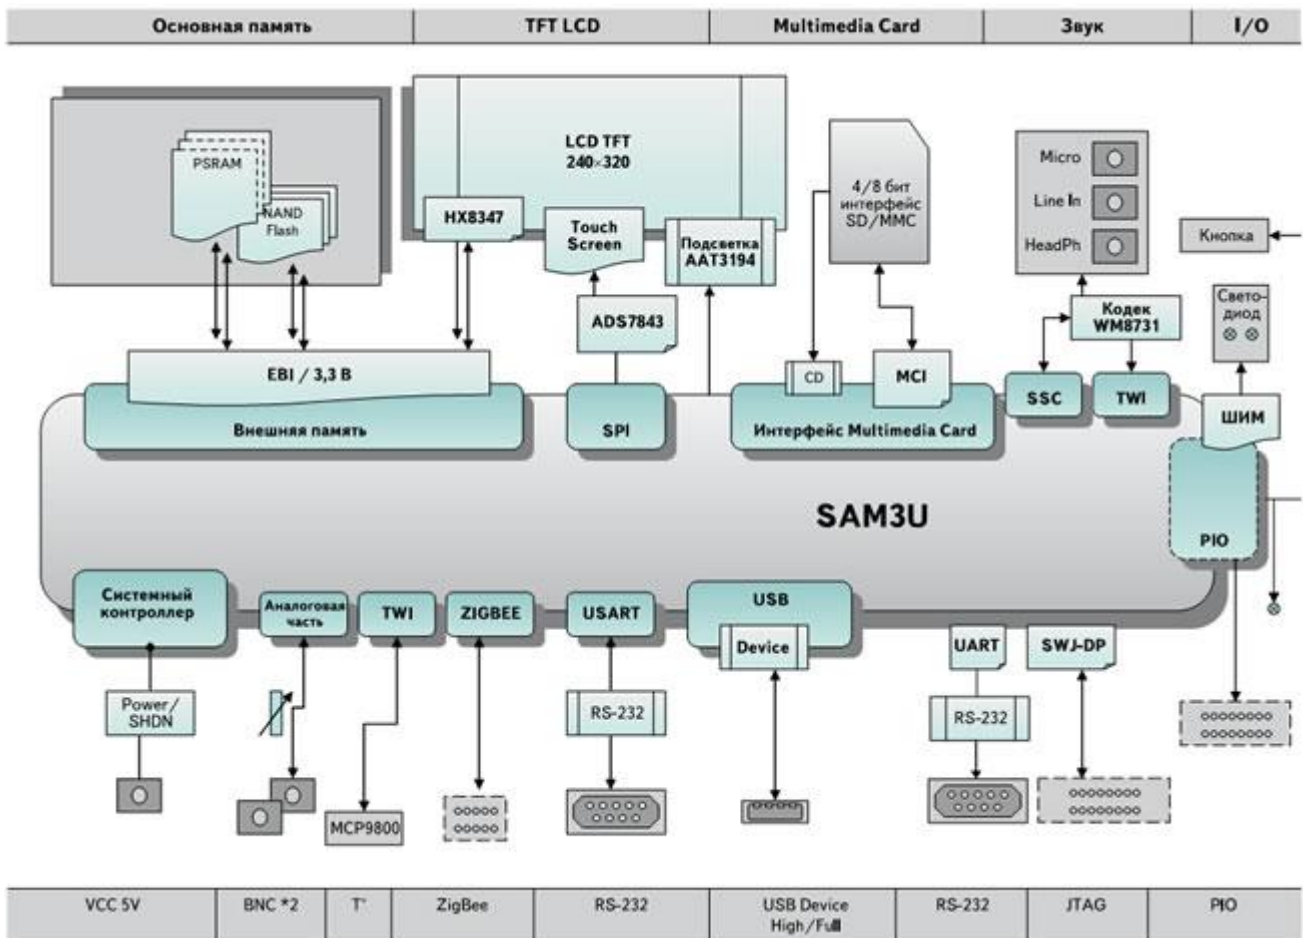 Основная память
TFT LCD
Multimedia Card
Звук
I/O
PSRAM
NAND
Flash
LCD TFT
240×320
HX8347
Touch
Screen
Подсветка
AAT3194
ADS7843
4/8 бит
интерфейс
SD/MMC
Micro
Line In
HeadPh
Кодек
WM8731
Кнопка
Свето-
диод
EBI / 3,3 В
Внешняя память
SPI
CD
MCI
Интерфейс Multimedia Card
SSC
TWI
ШИМ
PIO
SAM3U
Системный
контроллер
Аналоговая
часть
TWI
ZIGBEE
USART
USB
Device
UART
SWJ-DP
Power/
SHDN
RS-232
RS-232
MCP9800
VCC 5V
BNC *2
T°
ZigBee
RS-232
USB Device
High/Full
RS-232
JTAG
PIO